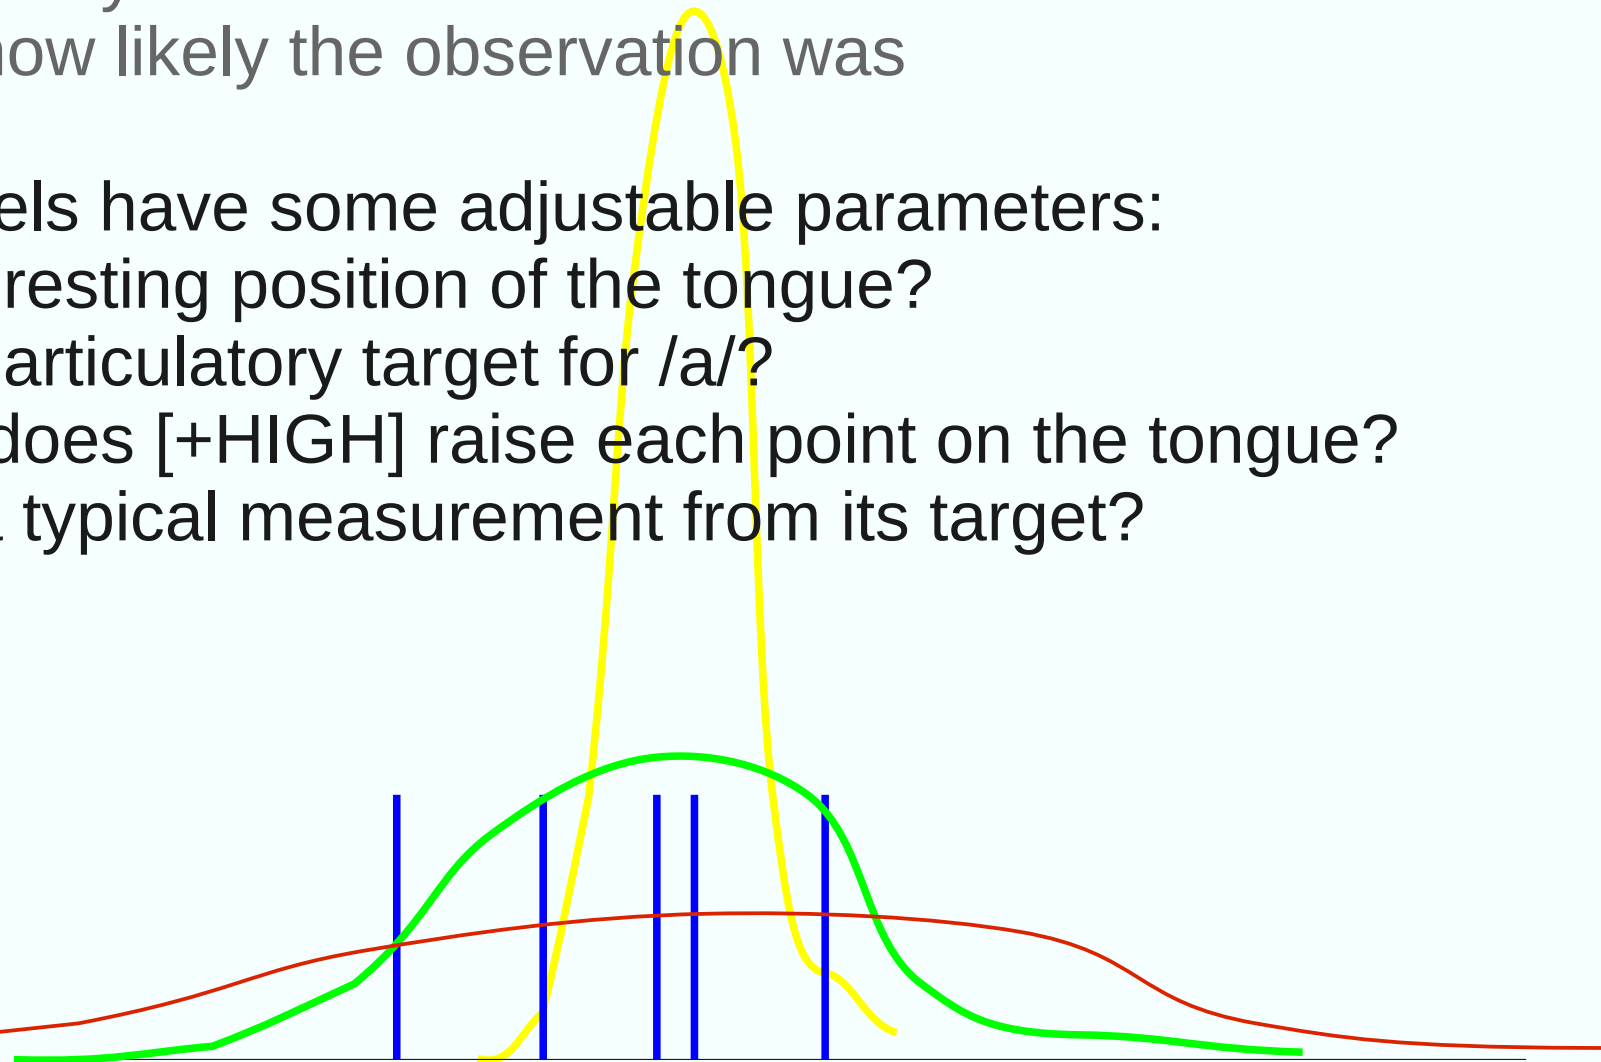 how likely the observation was
els have some adjustable parameters:
resting position of the tongue?
articulatory target for /a/?
does [+HIGH] raise each point on the tongue?
typical measurement from its target?